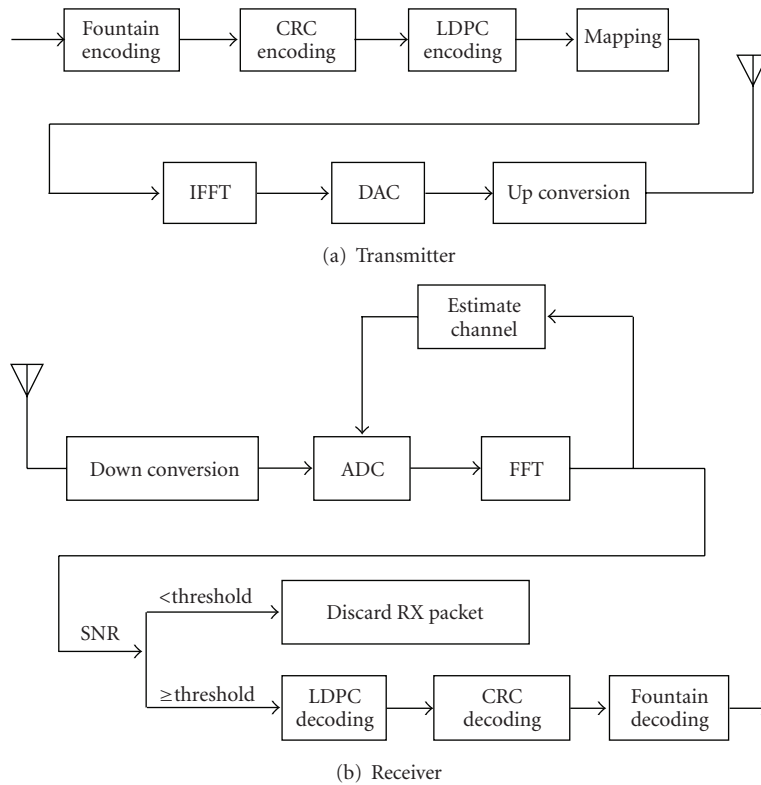 Fountain
encoding
CRC
encoding
LDPC
encoding
Mapping
IFFT
DAC
Up conversion
(a) Transmitter
Estimate
channel
Down conversion
ADC
FFT
<threshold
Discard RX packet
SNR
≥threshold
LDPC
decoding
CRC
decoding
Fountain
decoding
(b) Receiver